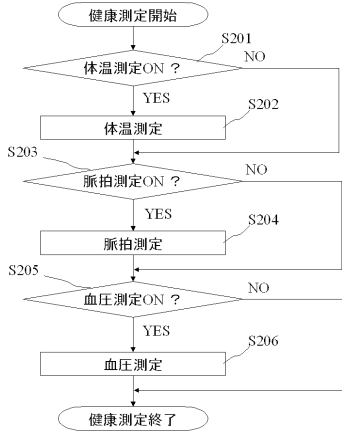 健康測定開始
S201
体温測定ON ?
NO
YES
S202
体温測定
S203
脈拍測定ON ?
NO
YES
S204
脈拍測定
S205
血圧測定ON ?
NO
YES
S206
血圧測定
健康測定終了